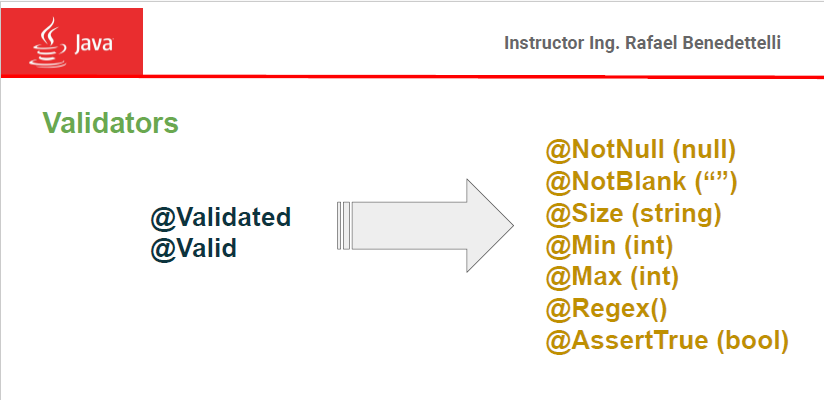 Java
Instructor Ing. Rafael Benedettelli
Validators
@Validated
@Valid
@NotNull (null)
@NotBlank (“”)
@Size (string)
@Min (int)
@Max (int)
@Regex()
@AssertTrue (bool)